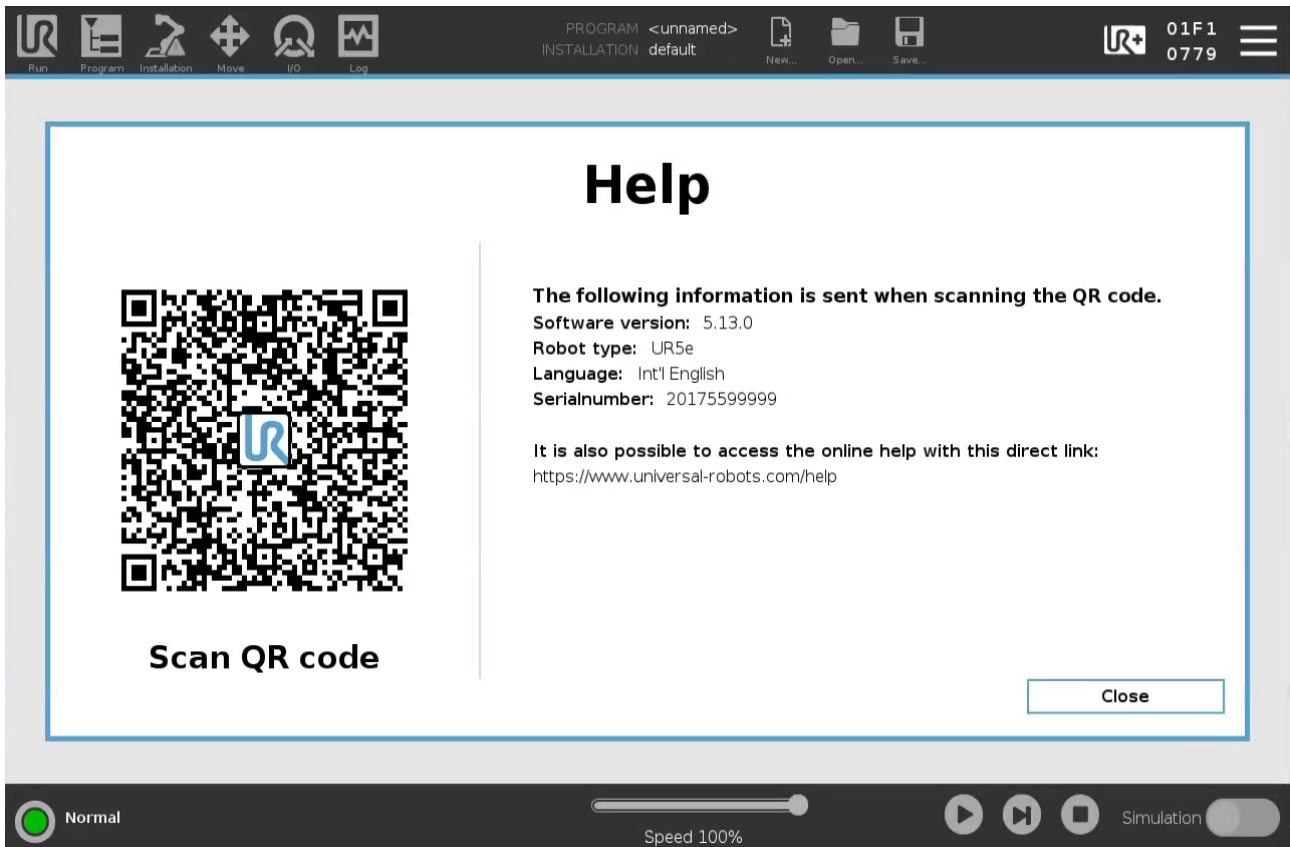 PROGRAM <unnamed>
INSTALLATION default
Run Program Installation Move I/O Log New... Open... Save...
UR+
01F1
0779
Help
The following information is sent when scanning the QR code.
Software version: 5.13.0
Robot type: UR5e
Language: Int'l English
Serialnumber: 20175599999
It is also possible to access the online help with this direct link:
https://www.universal-robots.com/help
UR
Scan QR code
Close
Normal
Speed 100%
Simulation